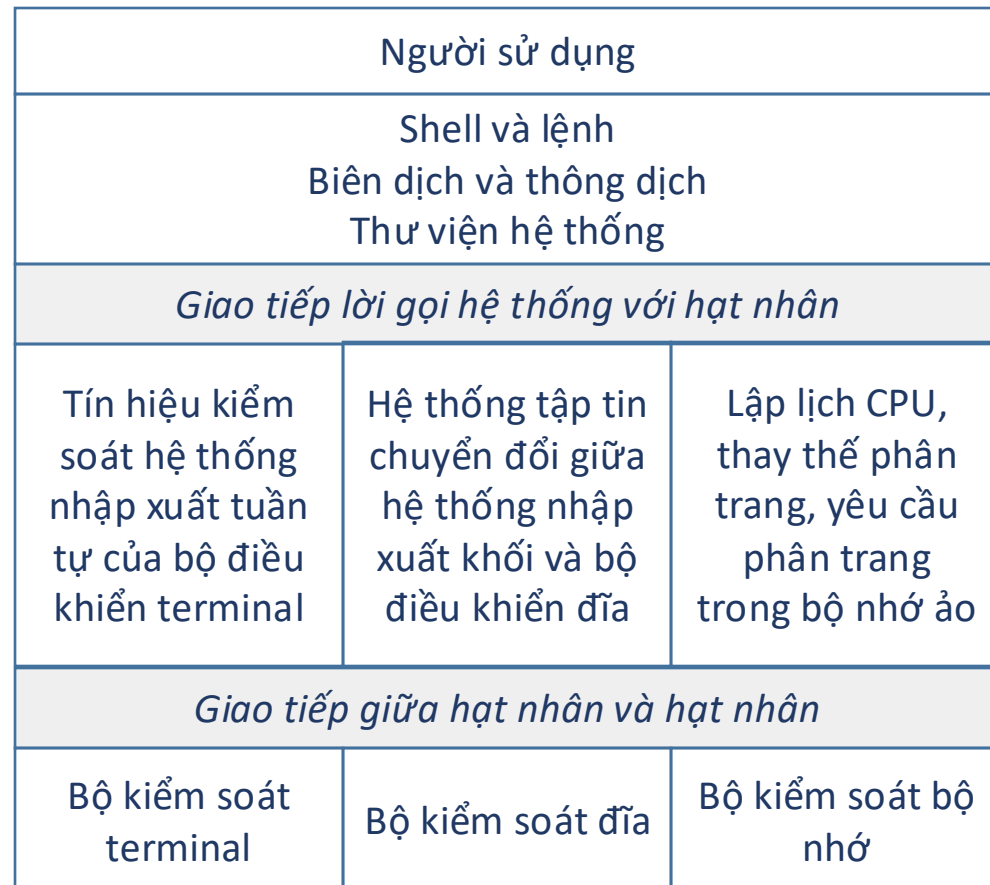 Người sử dụng
Shell và lệnh
Biên dịch và thông dịch
Thư viện hệ thống
Giao tiếp lời gọi hệ thống với hạt nhân
Tín hiệu kiểm
soát hệ thống
nhập xuất tuần
tự của bộ điều
khiển terminal
Hệ thống tập tin
chuyển đổi giữa
hệ thống nhập
xuất khối và bộ
điều khiển đĩa
Lập lịch CPU,
thay thế phân
trang, yêu cầu
phân trang
trong bộ nhớ ảo
Giao tiếp giữa hạt nhân và hạt nhân
Bộ kiểm soát
terminal
Bộ kiểm soát đĩa
Bộ kiểm soát bộ
nhớ